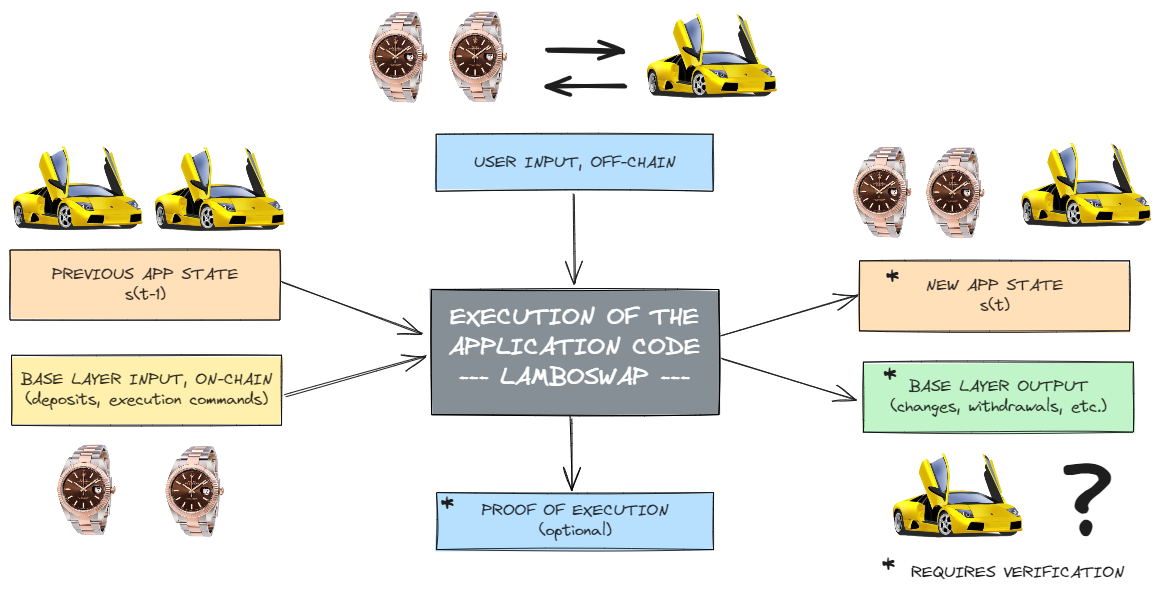 USER INPUT, OFF-CHAIN
PREVIOUS APP STATE
s(t-1)
BASE LAYER INPUT, ON-CHAIN
(deposits, execution commands)
EXECUTION OF THE
APPLICATION CODE
--- LAMBOSWAP ---
* NEW APP STATE
s(t)
* BASE LAYER OUTPUT
(changes, withdrawals, etc.)
* PROOF OF EXECUTION
(optional)
?
* REQUIRES VERIFICATION